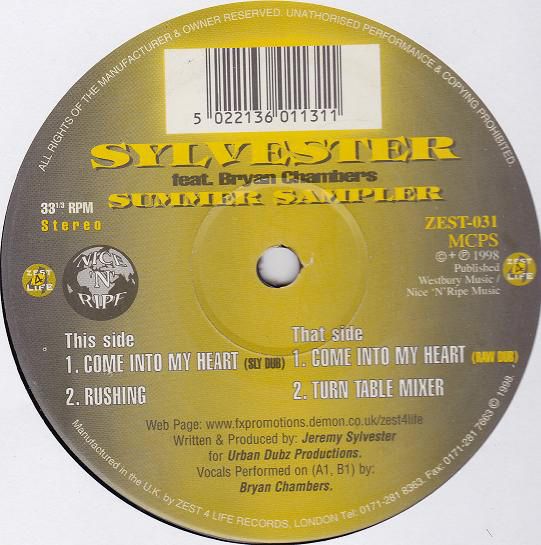 ALL RIGHTS OF THE MANUFACTURER & OWNER RESERVED. UNATHORISED PERFORMANCE & COPYING PROHIBITED.
5 022136 011311
SYLVESTER
feat. Bryan Chambers
SUMMER SAMPLER
33 1/3 RPM
Stereo
ZEST-031
MCPS
©+℗ 1998
Published
Westbury Music /
Nice 'N'Ripe Music
ZEST 4 LIFE
NICE
'N'
RIPE
ZEST 4 LIFE
This side
1. COME INTO MY HEART (SLY DUB)
2. RUSHING
That side
1. COME INTO MY HEART (RAW DUB)
2. TURN TABLE MIXER
Web Page: www.fxpromotions.demon.co.uk/zest4life
Written & Produced by: Jeremy Sylvester
for Urban Dubz Productions.
Vocals Performed on (A1, B1) by:
Bryan Chambers.
Manufactured in the U.K. by ZEST 4 LIFE RECORDS, LONDON Tel: 0171-281 8363. Fax: 0171-281 7663 © 1998.